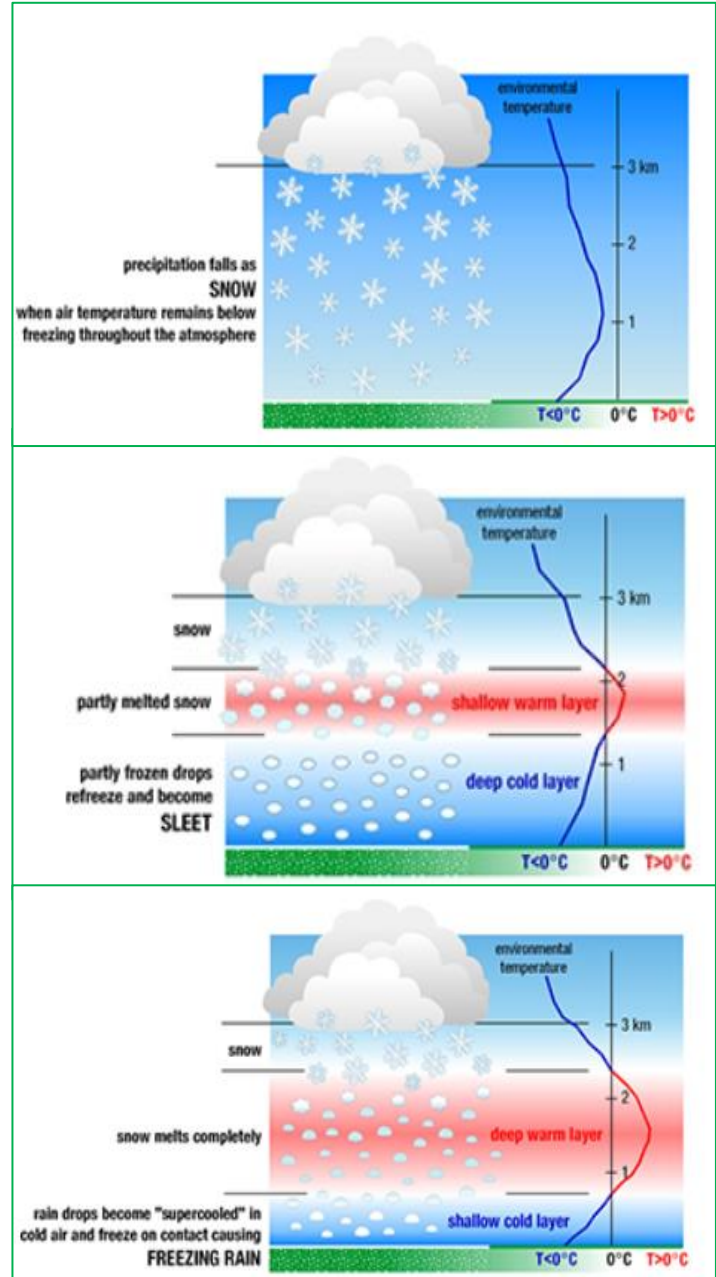 environmental
temperature
3 km
precipitation falls as
SNOW
when air temperature remains below
freezing throughout the atmosphere
2
1
T<0°C 0°C T>0°C
environmental
temperature
3 km
snow
2
partly melted snow
shallow warm layer
1
partly frozen drops
refreeze and become
SLEET
deep cold layer
T<0°C 0°C T>0°C
environmental
temperature
3 km
snow
2
snow melts completely
deep warm layer
1
rain drops become "supercooled" in
cold air and freeze on contact causing
FREEZING RAIN
shallow cold layer
T<0°C 0°C T>0°C